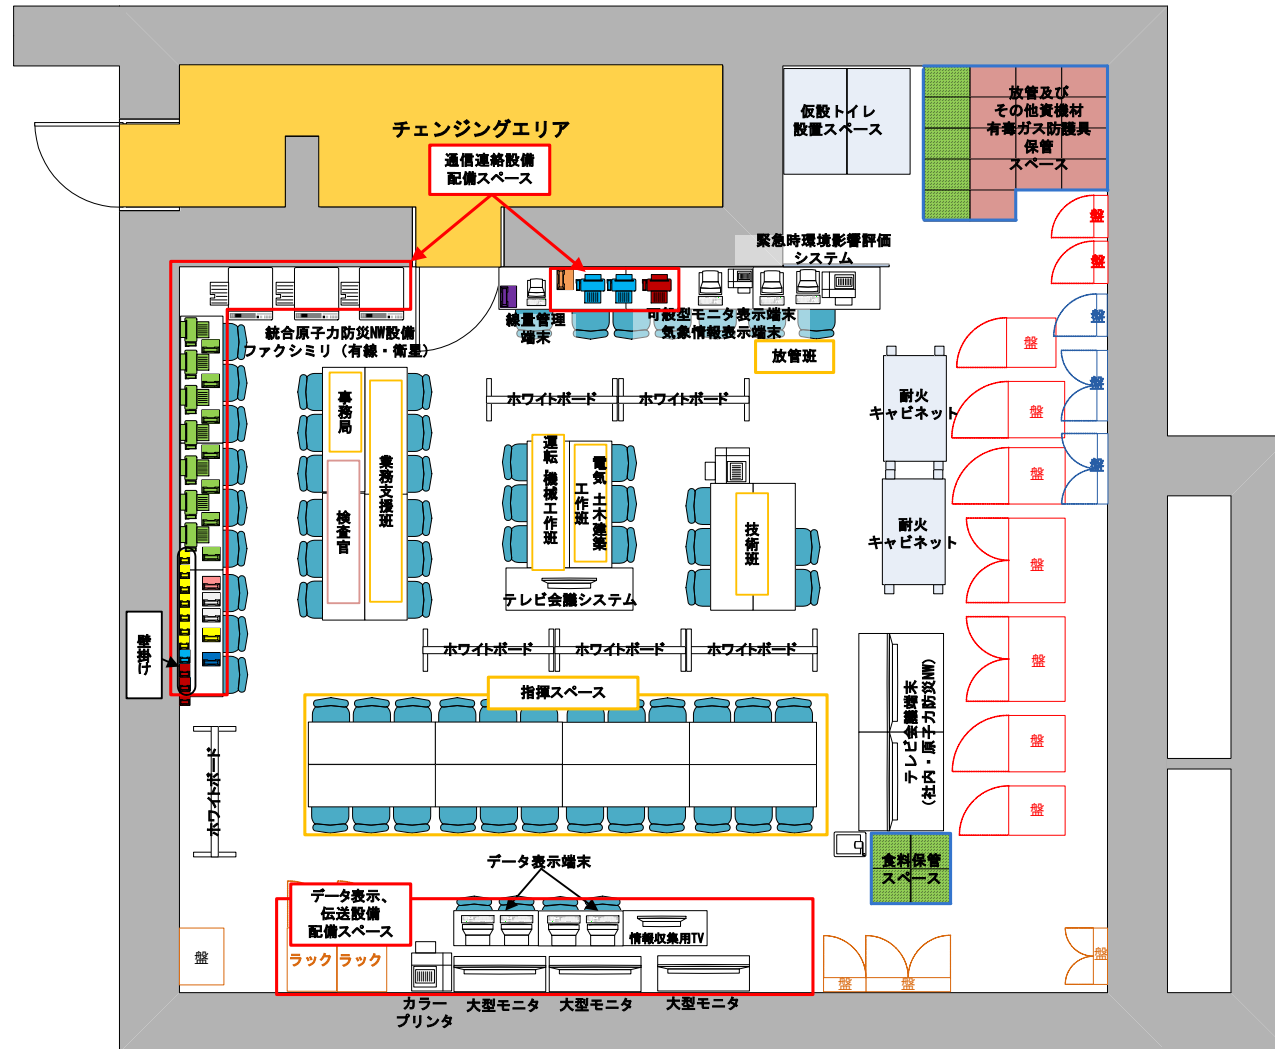 チェンジングエリア
通信連絡設備
配備スペース
仮設トイレ
設置スペース
放管及び
その他資機材
有毒ガス防護具
保管
スペース
盤
盤
緊急時環境影響評価
システム
線量管理
端末
可搬型モニタ表示端末
気象情報表示端末
放管班
統合原子力防災NW設備
ファクシミリ（有線・衛星）
盤
盤
盤
盤
盤
盤
盤
盤
盤
盤
事務局
業務支援班
検査官
ホワイトボード
ホワイトボード
運転・機械工作班
電気・土木建築
工作班
テレビ会議システム
技術班
耐火
キャビネット
耐火
キャビネット
壁掛け
ホワイトボード
ホワイトボード
ホワイトボード
指揮スペース
テレビ会議端末
（社内・原子力防災NW）
ホワイトボード
食料保管
スペース
データ表示端末
データ表示、
伝送設備
配備スペース
情報収集用TV
盤
ラック
ラック
カラー
プリンタ
大型モニタ
大型モニタ
大型モニタ
盤
盤
盤